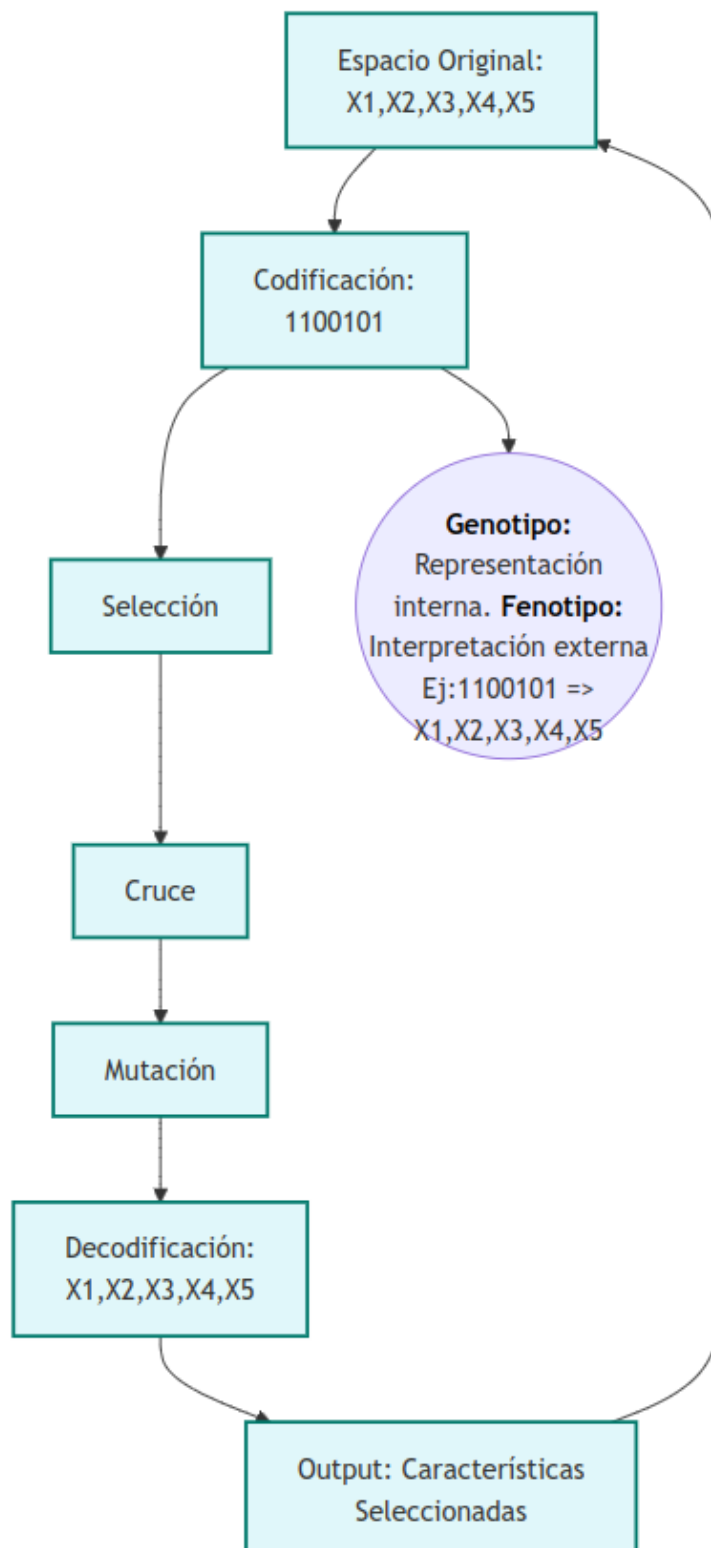 Espacio Original:
X1,X2,X3,X4,X5
Codificación:
1100101
Genotipo:
Representación
interna. Fenotipo:
Interpretación externa
Ej:1100101 =>
X1,X2,X3,X4,X5
Selección
Cruce
Mutación
Decodificación:
X1,X2,X3,X4,X5
Output: Características
Seleccionadas